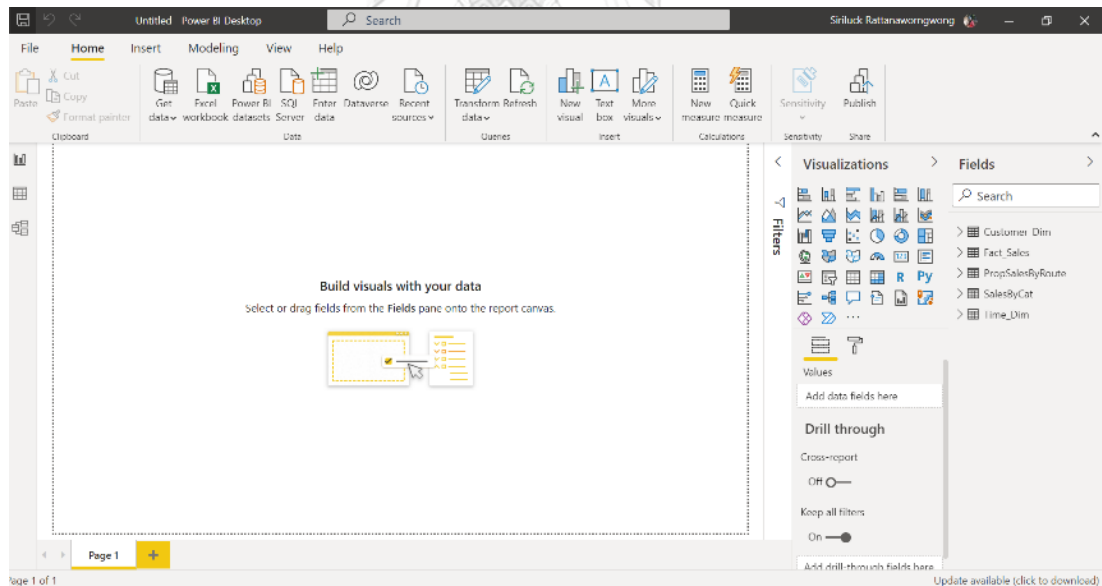 Untitled Power BI Desktop
Search
Siriluck Rattanawomgwong
File Home Insert Modeling View Help
Paste
Cut
Copy
Format painter
Clipboard
Get data
Excel workbook
Power BI datasets
SQL Server
Enter data
Dataverse
Recent sources
Data
Transform data
Refresh
Queries
New visual
Text box
More visuals
Insert
New measure
Quick measure
Calculations
Sensitivity
Sensitivity
Publish
Share
Filters
Build visuals with your data
Select or drag fields from the Fields pane onto the report canvas.
Visualizations
R Py
123
Values
Add data fields here
Drill through
Cross-report
Off
Keep all filters
On
Add drill-through fields here
Fields
Search
Customer Dim
Fact_Sales
PropSalesByRoute
SalesByCat
Time_Dim
Page 1
Page 1 of 1
Update available (click to download)